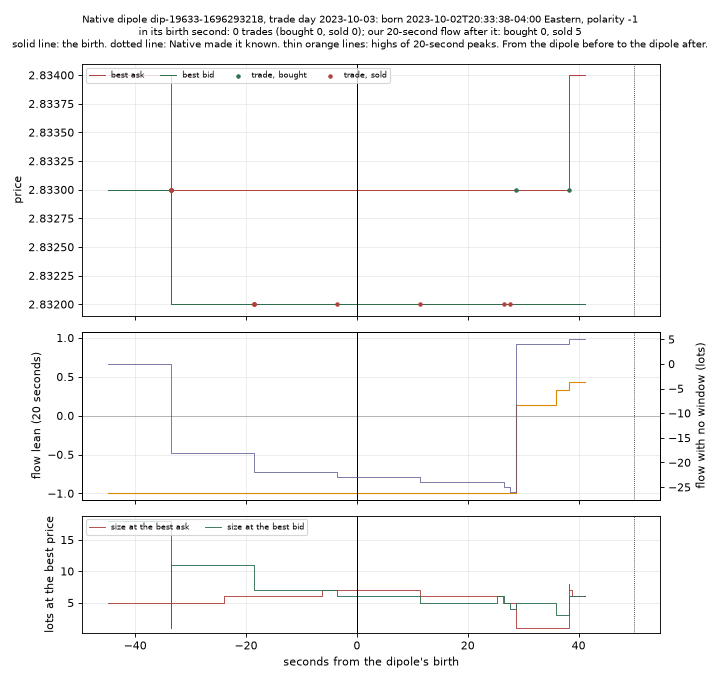 Native dipole dip-19633-1696293218, trade day 2023-10-03: born 2023-10-02T20:33:38-04:00 Eastern, polarity -1
in its birth second: 0 trades (bought 0, sold 0); our 20-second flow after it: bought 0, sold 5
solid line: the birth. dotted line: Native made it known. thin orange lines: highs of 20-second peaks. From the dipole before to the dipole after.
best ask best bid trade, bought trade, sold
2.83400
2.83375
2.83350
2.83325
2.83300
2.83275
2.83250
2.83225
2.83200
price
1.0
0.5
0.0
−0.5
−1.0
flow lean (20 seconds)
5
0
−5
−10
−15
−20
−25
flow with no window (lots)
size at the best ask size at the best bid
15
10
5
lots at the best price
−40 −20 0 20 40
seconds from the dipole's birth